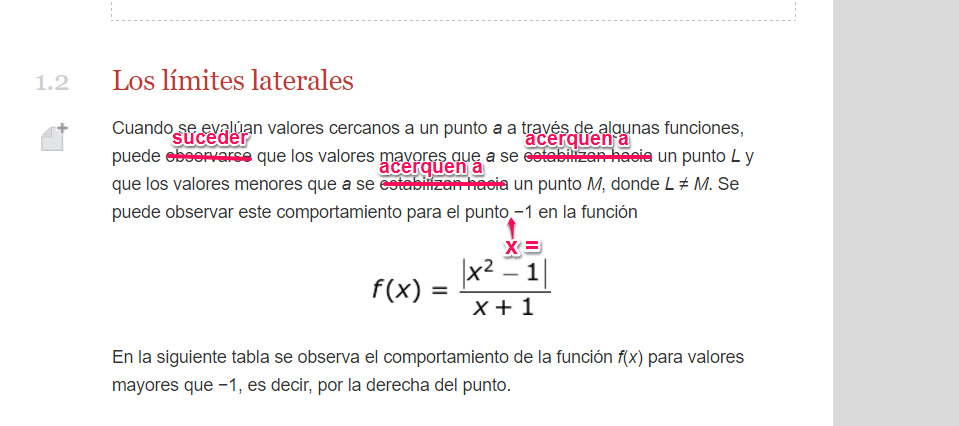 1.2 Los límites laterales
Cuando se evalúan valores cercanos a un punto a a través de algunas funciones,
suceder acerquen a
puede observarse que los valores mayores que a se estabilizan hacia un punto L y
acerquen a
que los valores menores que a se estabilizan hacia un punto M, donde L ≠ M. Se
puede observar este comportamiento para el punto −1 en la función
x =
f(x) = |x² − 1| / x + 1
En la siguiente tabla se observa el comportamiento de la función f(x) para valores
mayores que −1, es decir, por la derecha del punto.